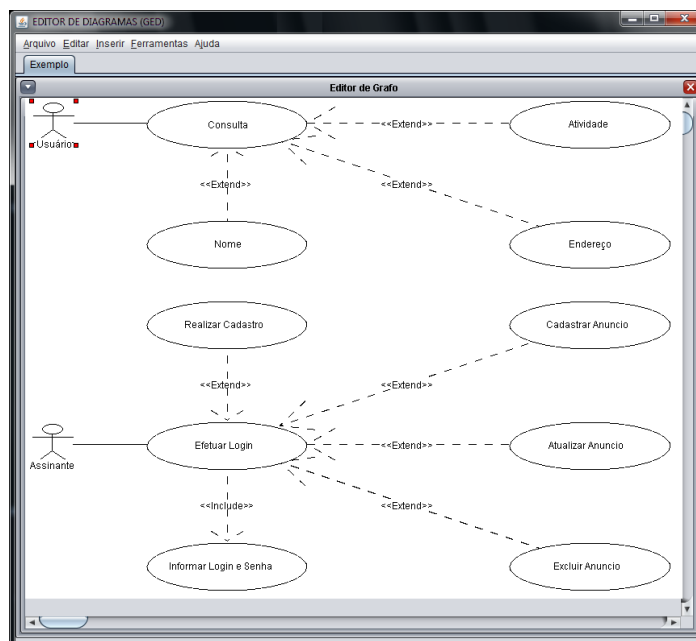 EDITOR DE DIAGRAMAS (GED)
Arquivo Editar Inserir Ferramentas Ajuda
Exemplo
Editor de Grafo
Usuário
Consulta
<<Extend>>
Atividade
<<Extend>>
<<Extend>>
Nome
Endereço
Realizar Cadastro
Cadastrar Anuncio
<<Extend>>
<<Extend>>
Assinante
Efetuar Login
<<Extend>>
Atualizar Anuncio
<<Include>>
<<Extend>>
Informar Login e Senha
Excluir Anuncio